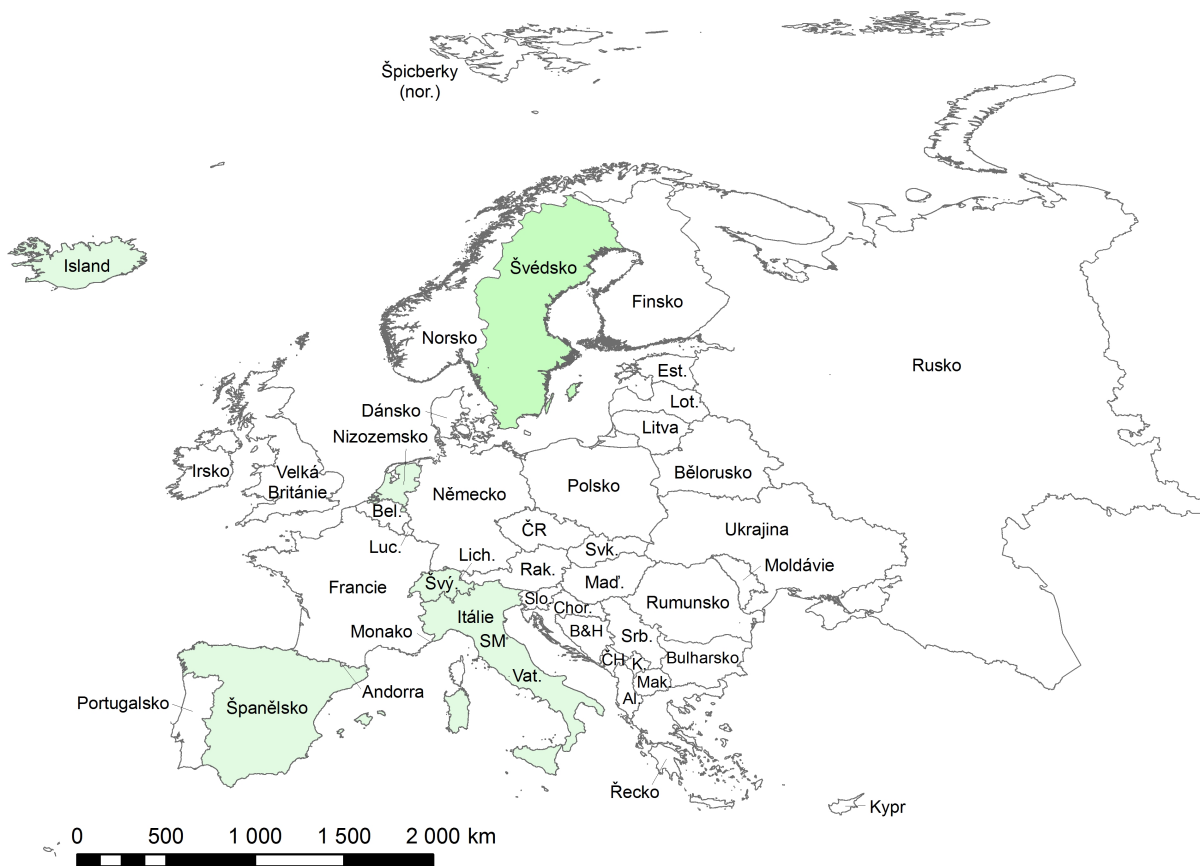 Špicberky
(nor.)
Island
Švédsko
Finsko
Norsko
Rusko
Est.
Lot.
Dánsko
Litva
Nizozemsko
Irsko
Velká
Británie
Bělorusko
Německo
Polsko
Bel.
Ukrajina
ČR
Luc.
Lich.
Svk.
Moldávie
Rak.
Francie
Švý.
Maď.
Slo.
Rumunsko
Chor.
Itálie
Monako
SM
B&H
Srb.
ČH
K.
Bulharsko
Vat.
Andorra
Mak.
Portugalsko
Španělsko
Al.
Řecko
Kypr
0 500 1 000 1 500 2 000 km